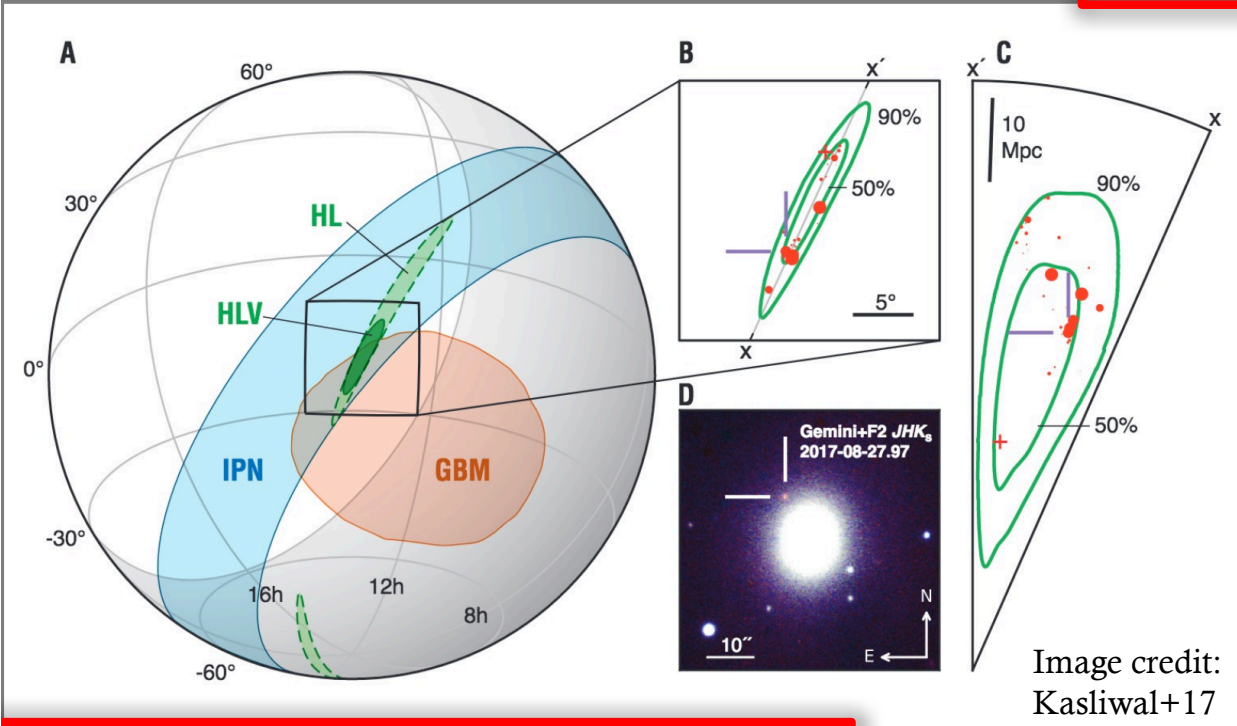 A
60°
30°
0°
-30°
-60°
HL
HLV
IPN
GBM
16h
12h
8h
B
x´
90%
50%
5°
x
D
Gemini+F2 JHKs
2017-08-27.97
10″
N
E
x´ C
x
10
Mpc
90%
50%
Image credit:
Kasliwal+17